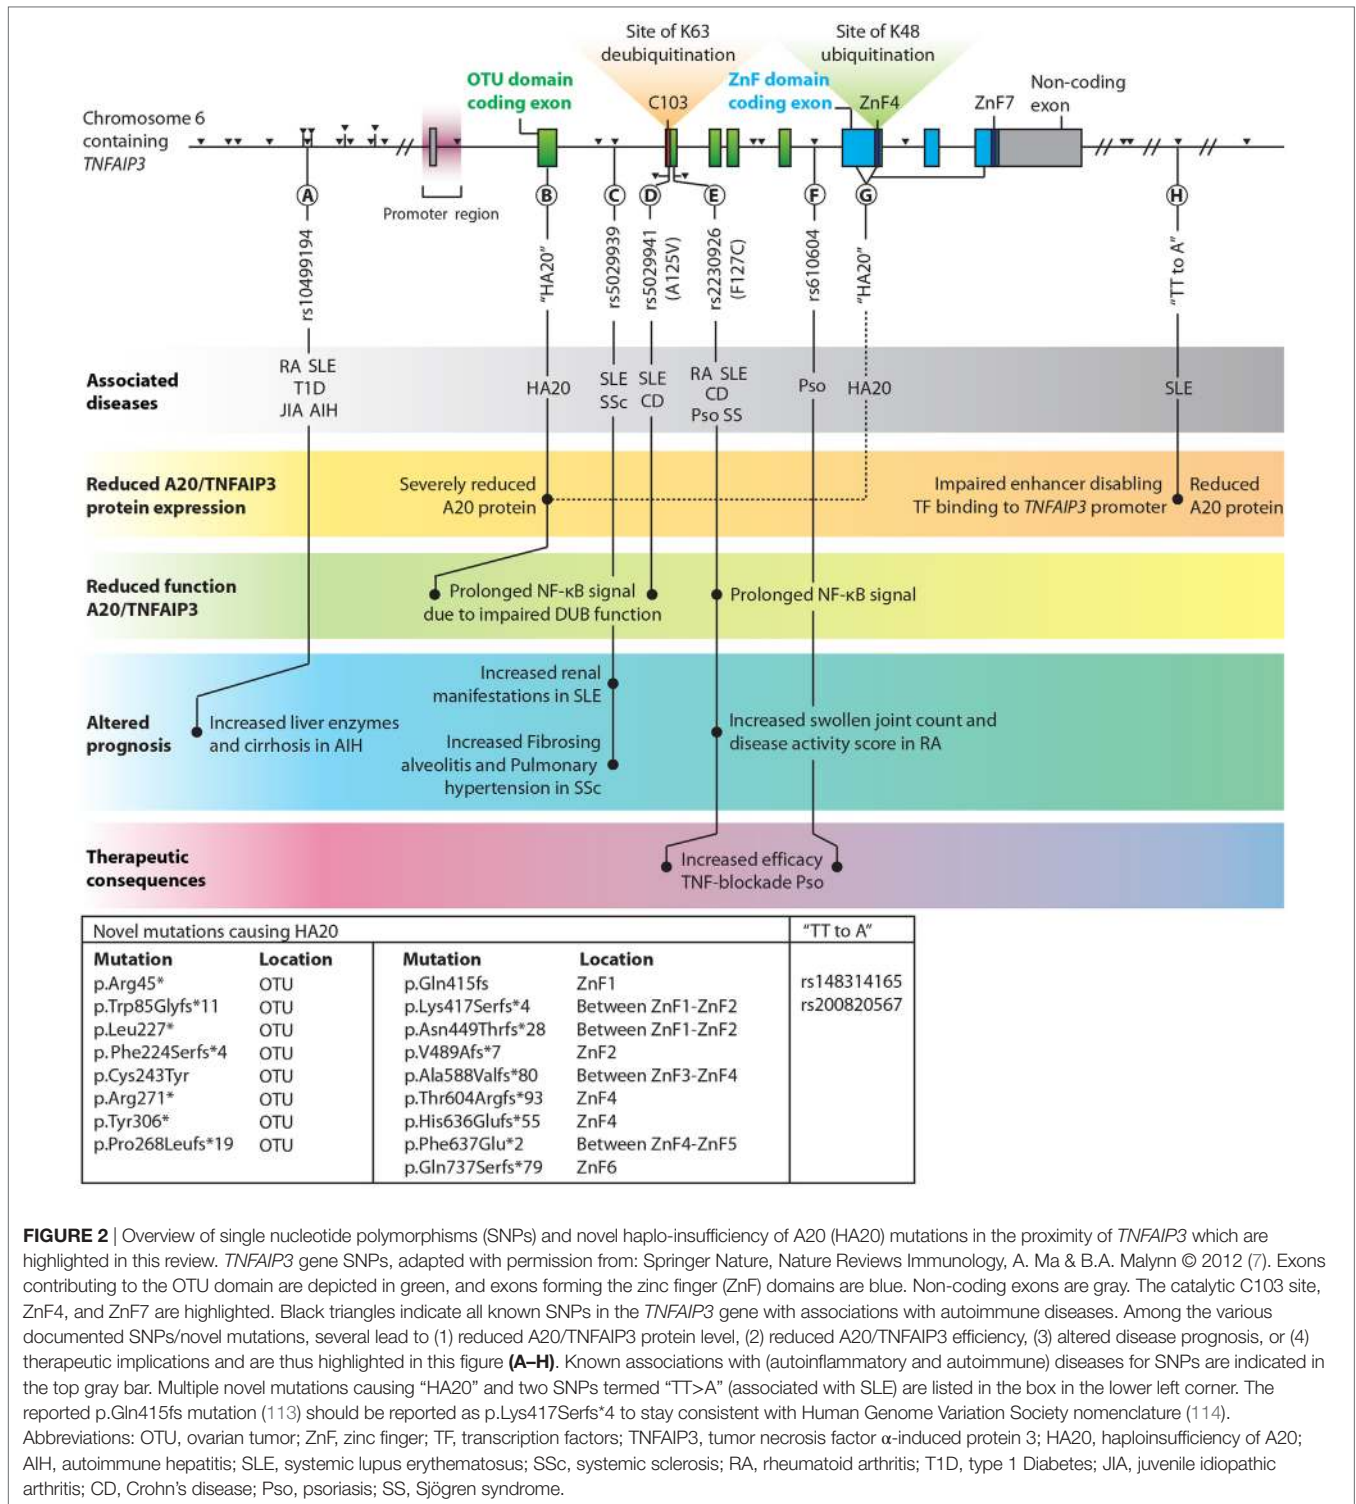 Site of K63
deubiquitination
Site of K48
ubiquitination
OTU domain
coding exon
C103
ZnF domain
coding exon
ZnF4
ZnF7
Non-coding
exon
Chromosome 6
containing
TNFAIP3
Promoter region
A
B
C
D
E
F
G
H
rs10499194
"HA20"
rs5029939
rs5029941
(A125V)
rs2230926
(F127C)
rs610604
"HA20"
"TT to A"
Associated
diseases
RA SLE
T1D
JIA AIH
HA20
SLE
SSc
SLE
CD
RA SLE
CD
Pso SS
Pso
HA20
SLE
Reduced A20/TNFAIP3
protein expression
Severely reduced
A20 protein
Impaired enhancer disabling
TF binding to TNFAIP3 promoter
Reduced
A20 protein
Reduced function
A20/TNFAIP3
Prolonged NF-κB signal
due to impaired DUB function
Prolonged NF-κB signal
Altered
prognosis
Increased liver enzymes
and cirrhosis in AIH
Increased renal
manifestations in SLE
Increased Fibrosing
alveolitis and Pulmonary
hypertension in SSc
Increased swollen joint count and
disease activity score in RA
Therapeutic
consequences
Increased efficacy
TNF-blockade Pso
Novel mutations causing HA20 "TT to A"
Mutation Location Mutation Location
p.Arg45* OTU p.Gln415fs ZnF1 rs148314165
p.Trp85Glyfs*11 OTU p.Lys417Serfs*4 Between ZnF1-ZnF2 rs200820567
p.Leu227* OTU p.Asn449Thrfs*28 Between ZnF1-ZnF2
p.Phe224Serfs*4 OTU p.V489Afs*7 ZnF2
p.Cys243Tyr OTU p.Ala588Valfs*80 Between ZnF3-ZnF4
p.Arg271* OTU p.Thr604Argfs*93 ZnF4
p.Tyr306* OTU p.His636Glufs*55 ZnF4
p.Pro268Leufs*19 OTU p.Phe637Glu*2 Between ZnF4-ZnF5
p.Gln737Serfs*79 ZnF6
FIGURE 2 | Overview of single nucleotide polymorphisms (SNPs) and novel haplo-insufficiency of A20 (HA20) mutations in the proximity of TNFAIP3 which are
highlighted in this review. TNFAIP3 gene SNPs, adapted with permission from: Springer Nature, Nature Reviews Immunology, A. Ma & B.A. Malynn © 2012 (7). Exons
contributing to the OTU domain are depicted in green, and exons forming the zinc finger (ZnF) domains are blue. Non-coding exons are gray. The catalytic C103 site,
ZnF4, and ZnF7 are highlighted. Black triangles indicate all known SNPs in the TNFAIP3 gene with associations with autoimmune diseases. Among the various
documented SNPs/novel mutations, several lead to (1) reduced A20/TNFAIP3 protein level, (2) reduced A20/TNFAIP3 efficiency, (3) altered disease prognosis, or (4)
therapeutic implications and are thus highlighted in this figure (A–H). Known associations with (autoinflammatory and autoimmune) diseases for SNPs are indicated in
the top gray bar. Multiple novel mutations causing "HA20" and two SNPs termed "TT>A" (associated with SLE) are listed in the box in the lower left corner. The
reported p.Gln415fs mutation (113) should be reported as p.Lys417Serfs*4 to stay consistent with Human Genome Variation Society nomenclature (114).
Abbreviations: OTU, ovarian tumor; ZnF, zinc finger; TF, transcription factors; TNFAIP3, tumor necrosis factor α-induced protein 3; HA20, haploinsufficiency of A20;
AIH, autoimmune hepatitis; SLE, systemic lupus erythematosus; SSc, systemic sclerosis; RA, rheumatoid arthritis; T1D, type 1 Diabetes; JIA, juvenile idiopathic
arthritis; CD, Crohn's disease; Pso, psoriasis; SS, Sjögren syndrome.